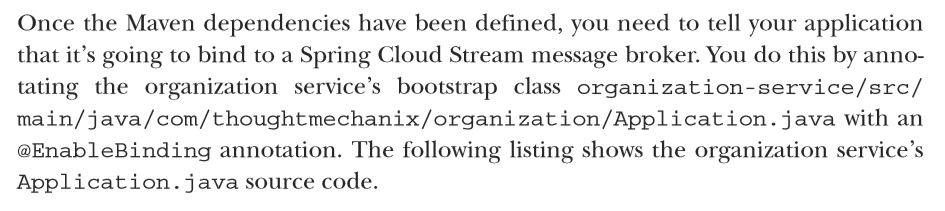 Once the Maven dependencies have been defined, you need to tell your application
that it's going to bind to a Spring Cloud Stream message broker. You do this by anno-
tating the organization service's bootstrap class organization-service/src/
main/java/com/thoughtmechanix/organization/Application.java with an
@EnableBinding annotation. The following listing shows the organization service's
Application.java source code.